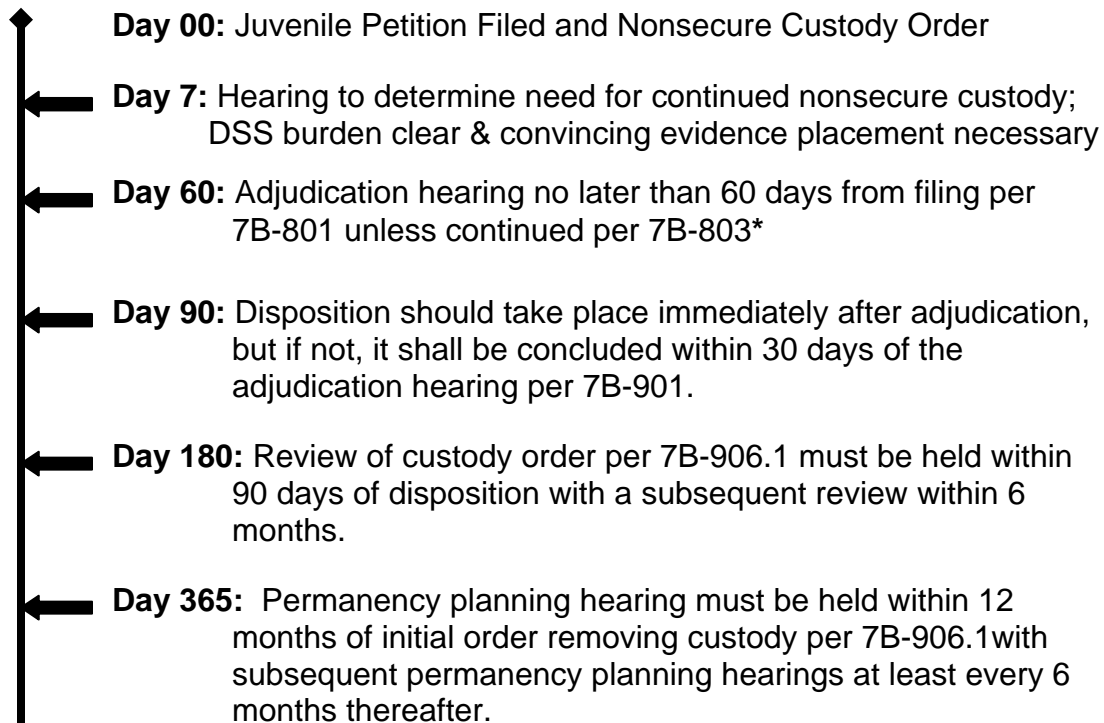 Day 00: Juvenile Petition Filed and Nonsecure Custody Order
Day 7: Hearing to determine need for continued nonsecure custody;
DSS burden clear & convincing evidence placement necessary
Day 60: Adjudication hearing no later than 60 days from filing per
7B-801 unless continued per 7B-803*
Day 90: Disposition should take place immediately after adjudication,
but if not, it shall be concluded within 30 days of the
adjudication hearing per 7B-901.
Day 180: Review of custody order per 7B-906.1 must be held within
90 days of disposition with a subsequent review within 6
months.
Day 365: Permanency planning hearing must be held within 12
months of initial order removing custody per 7B-906.1with
subsequent permanency planning hearings at least every 6
months thereafter.